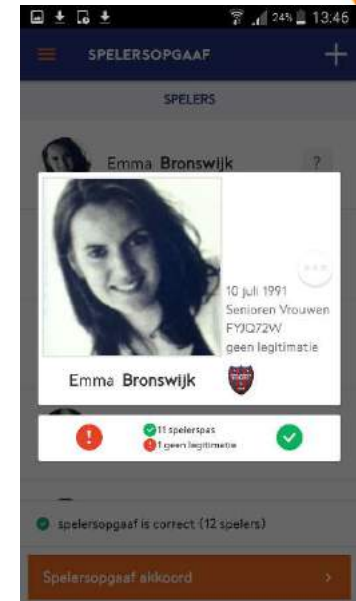 24% 13:46
SPELERSOPGAAF
SPELERS
Emma Bronswijk ?
10 juli 1991
Senioren Vrouwen
FYJQ72W
geen legitimatie
Emma Bronswijk
! 11 spelerspas
1 geen legitimatie
spelersopgaaf is correct (12 spelers)
Spelersopgaaf akkoord